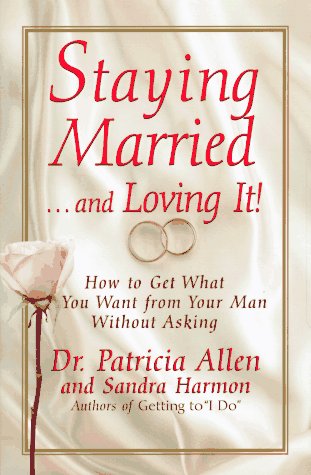 Staying
Married
...and Loving It!
How to Get What
You Want from Your Man
Without Asking
Dr. Patricia Allen
and Sandra Harmon
Authors of Getting to "I Do"